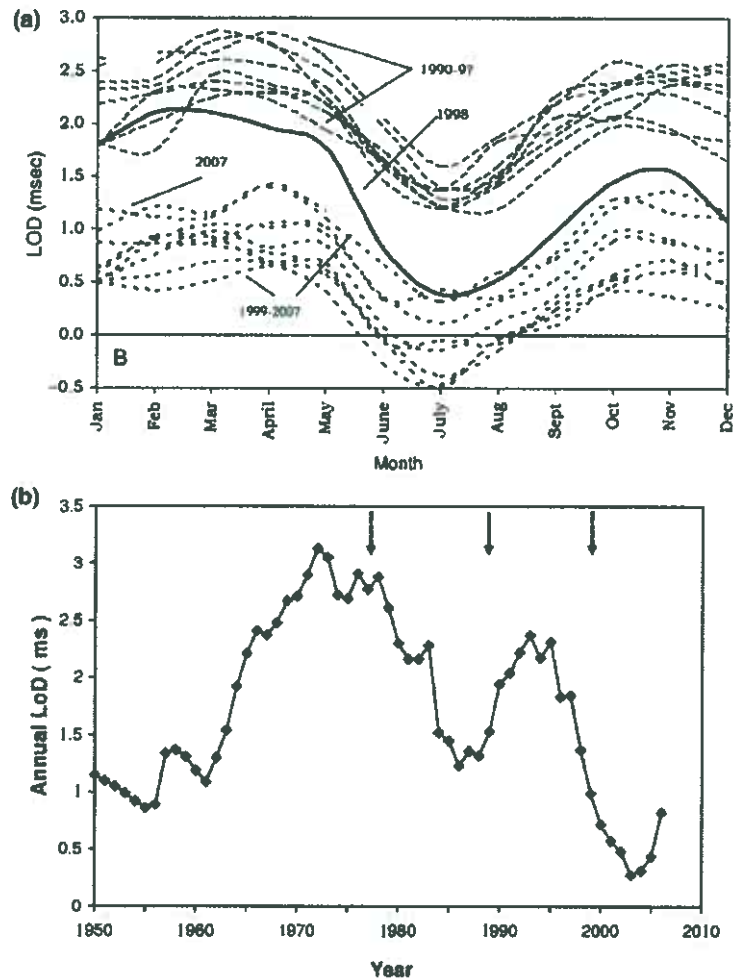 (a)
3.0
2.5
2.0
1.5
1.0
0.5
0.0
-0.5
LOD (msec)
1990-97
1998
2007
1999-2007
B
Jan
Feb
Mar
April
May
June
July
Aug
Sept
Oct
Nov
Dec
Month
(b)
3.5
3
2.5
2
1.5
1
0.5
0
Annual LoD ( ms )
1950
1960
1970
1980
1990
2000
2010
Year